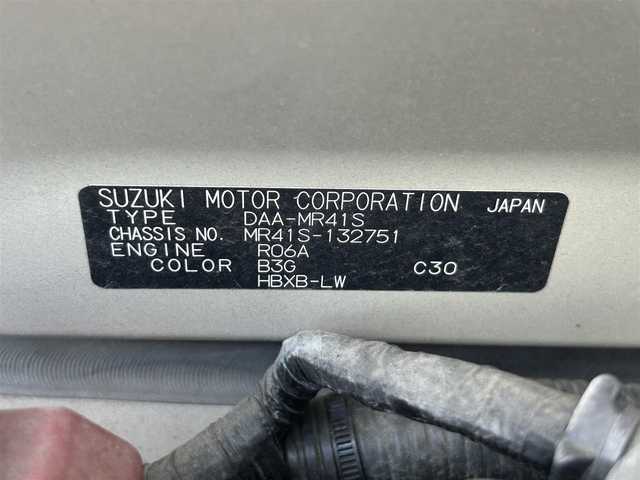 SUZUKI MOTOR CORPORATION JAPAN
TYPE DAA-MR41S
CHASSIS NO. MR41S-132751
ENGINE R06A
COLOR B3G C30
HBXB-LW